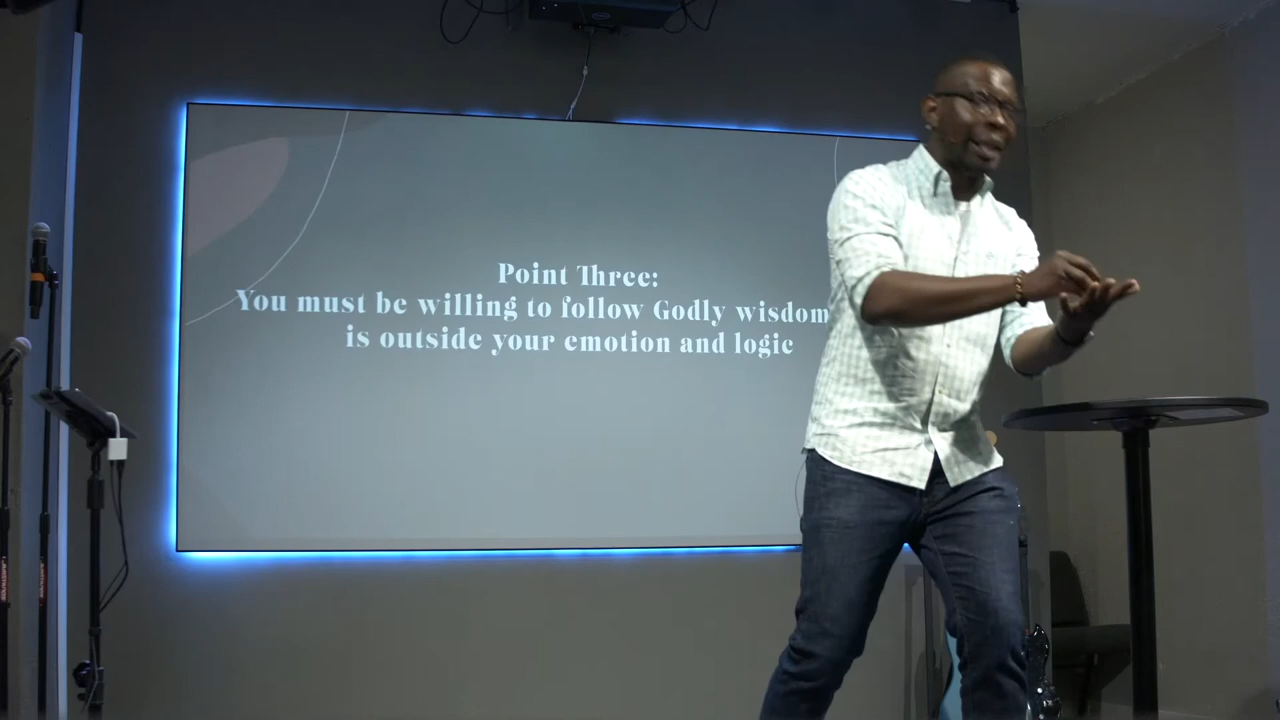 Point Three:
You must be willing to follow Godly wisdom
is outside your emotion and logic